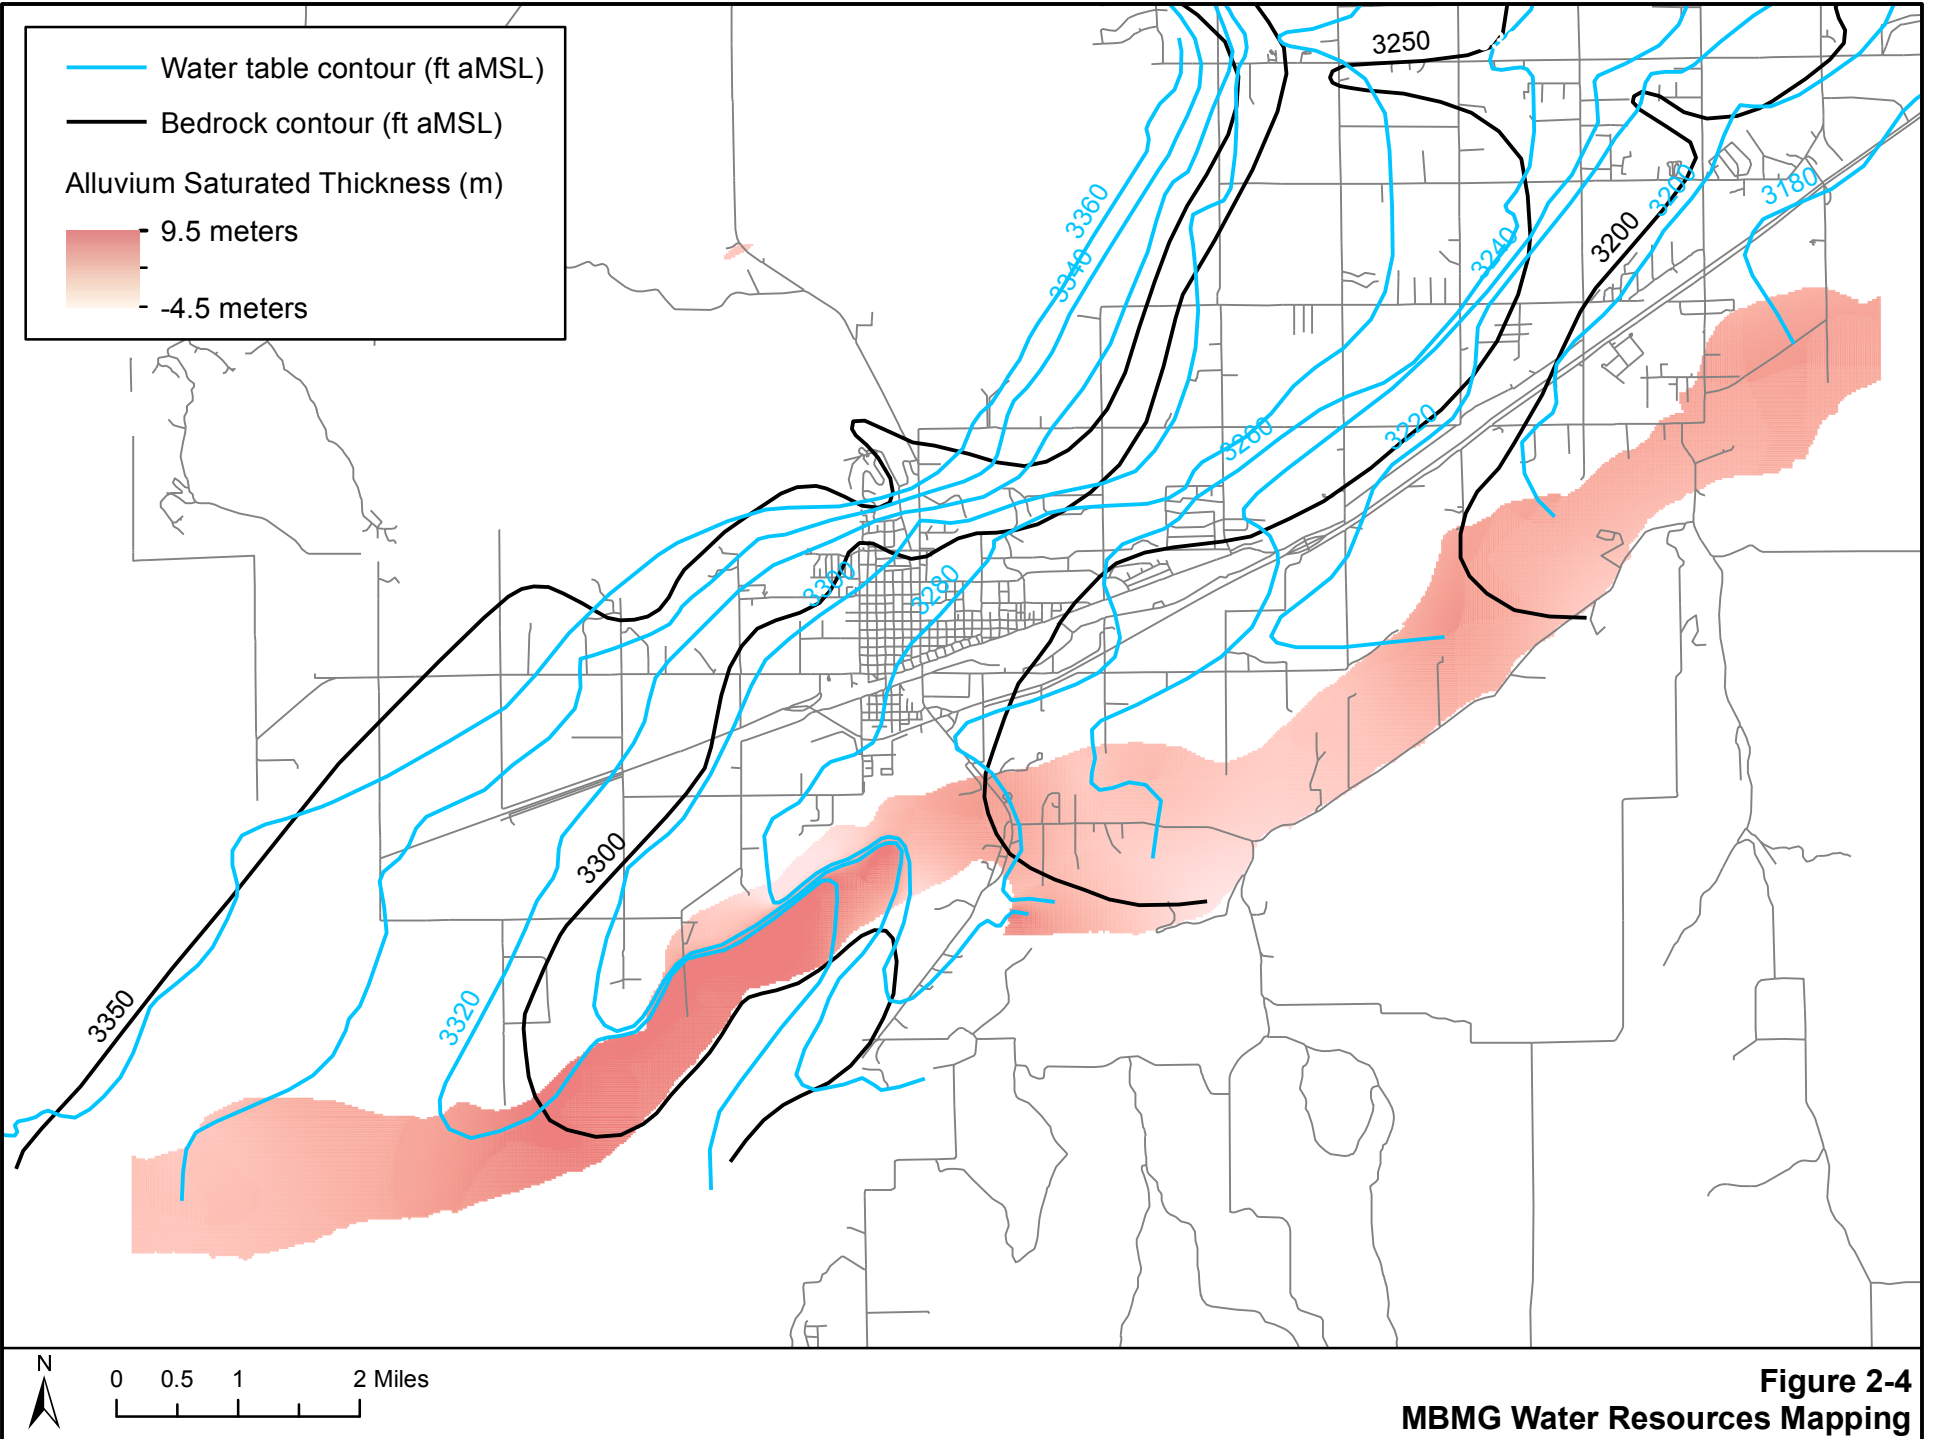 Water table contour (ft aMSL)
Bedrock contour (ft aMSL)
Alluvium Saturated Thickness (m)
9.5 meters
-4.5 meters
3250
3360
3340
3240
3200
3200
3180
3260
3220
3300
3280
3300
3350
3320
N
0 0.5 1 2 Miles
Figure 2-4
MBMG Water Resources Mapping